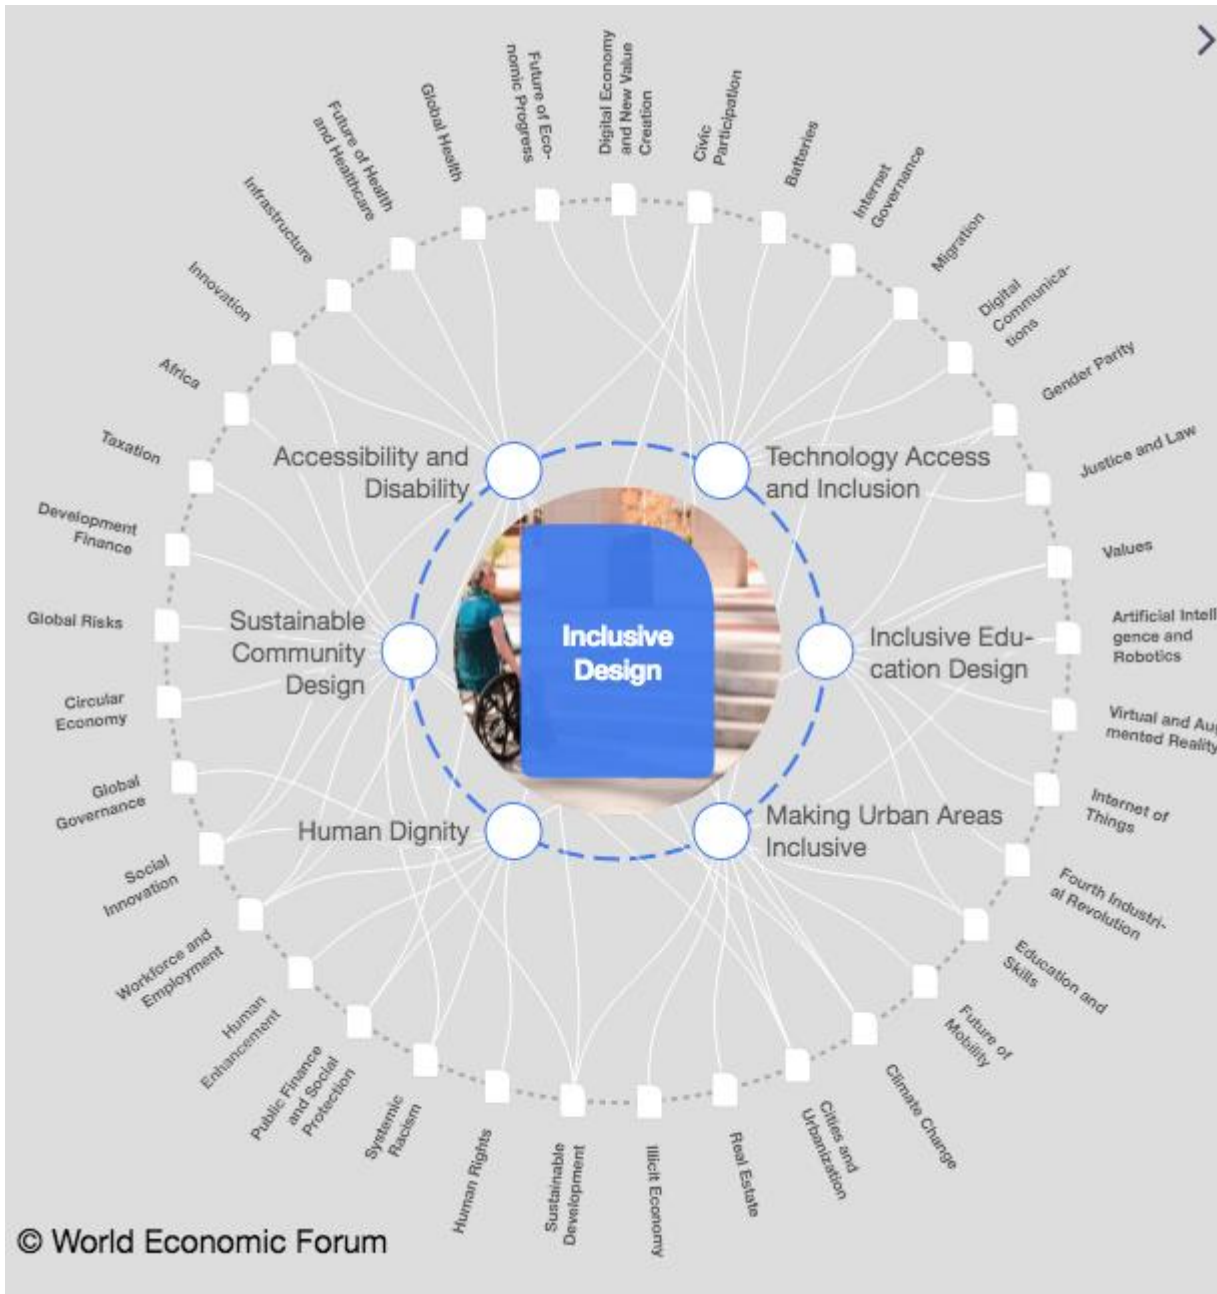 Future of Eco-
nomic Progress
Digital Economy
and New Value
Creation
Civic
Participation
Batteries
Internet
Governance
Migration
Digital
Communica-
tions
Gender Parity
Justice and Law
Values
Artificial Intell
gence and
Robotics
Virtual and Au
mented Reality
Internet of
Things
Fourth Industri-
al Revolution
Education and
Skills
Future of
Mobility
Climate Change
Cities and
Urbanization
Real Estate
Illicit Economy
Sustainable
Development
Human Rights
Systemic
Racism
Public Finance
and Social
Protection
Human
Enhancement
Workforce and
Employment
Social
Innovation
Global
Governance
Circular
Economy
Global Risks
Development
Finance
Taxation
Africa
Innovation
Infrastructure
Future of Health
and Healthcare
Global Health
Accessibility and
Disability
Technology Access
and Inclusion
Sustainable
Community
Design
Inclusive
Design
Inclusive Edu-
cation Design
Human Dignity
Making Urban Areas
Inclusive
© World Economic Forum